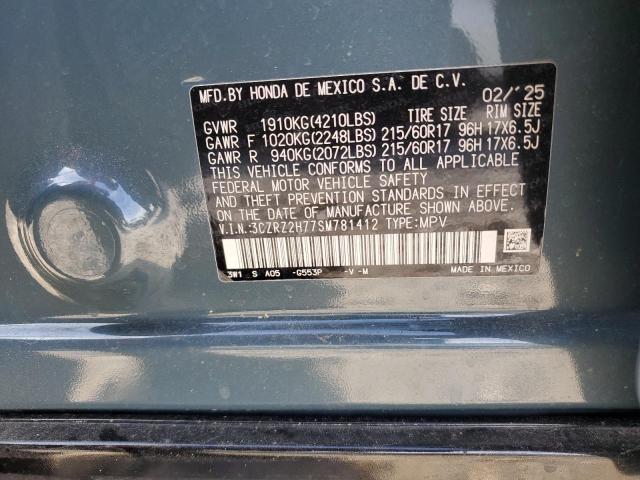 MFD.BY HONDA DE MEXICO S.A. DE C.V. 02/'25
GVWR 1910KG(4210LBS) TIRE SIZE RIM SIZE
GAWR F 1020KG(2248LBS) 215/60R17 96H 17X6.5J
GAWR R 940KG(2072LBS) 215/60R17 96H 17X6.5J
THIS VEHICLE CONFORMS TO ALL APPLICABLE
FEDERAL MOTOR VEHICLE SAFETY
AND THEFT PREVENTION STANDARDS IN EFFECT
ON THE DATE OF MANUFACTURE SHOWN ABOVE.
V.I.N.:3CZRZ2H77SM781412 TYPE:MPV
3W1 S A05 -G553P -V -M MADE IN MEXICO